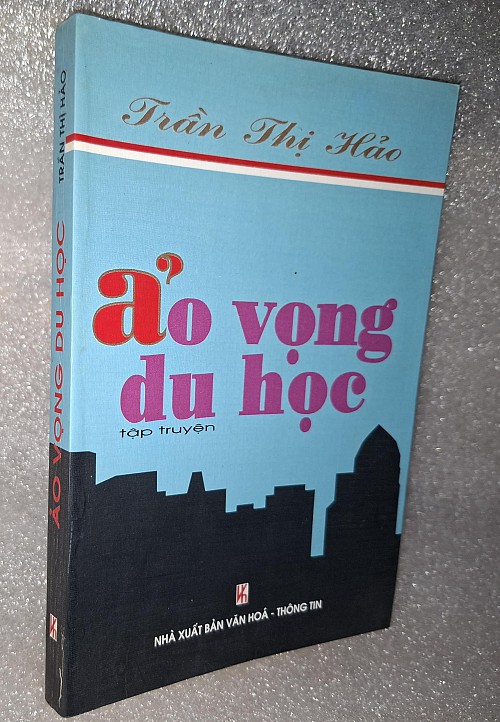 Trần Thị Hảo
ảo vọng
du học
tập truyện
NHÀ XUẤT BẢN VĂN HOÁ - THÔNG TIN
ẢO VỌNG DU HỌC
TRẦN THỊ HẢO